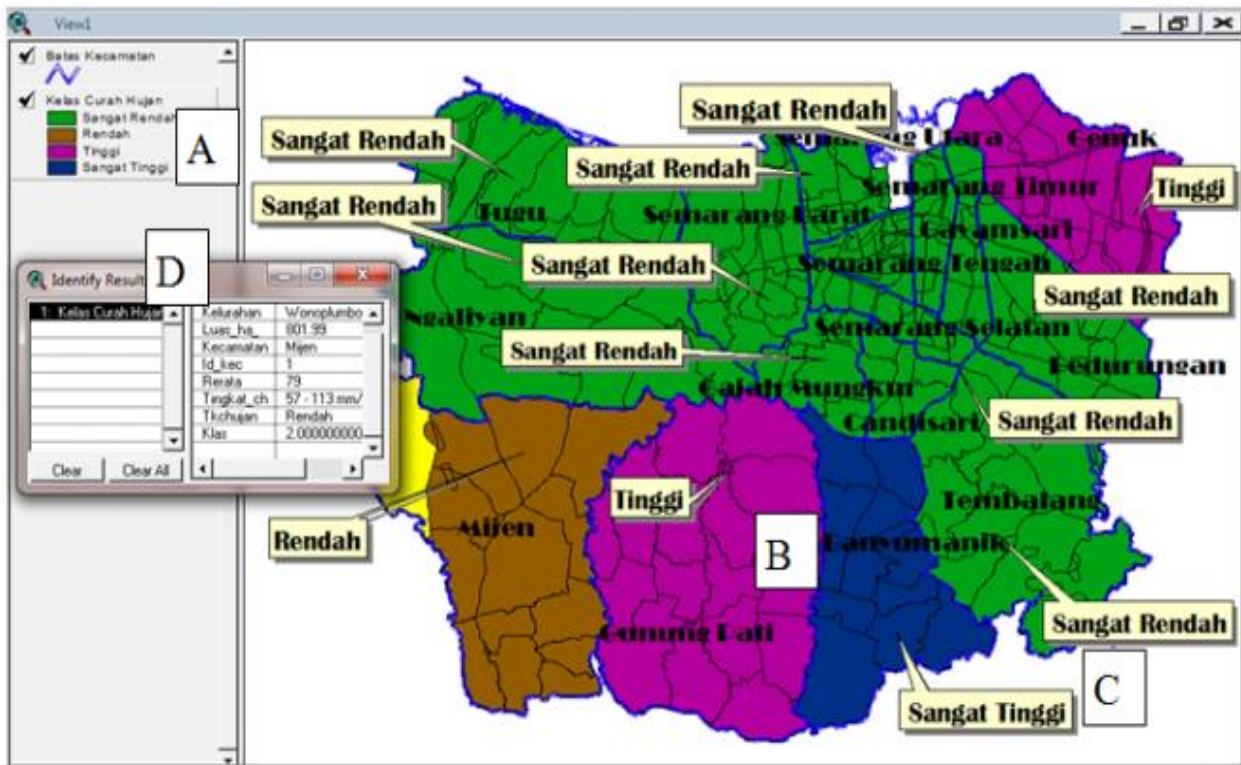 View1
Batas Kecamatan
Kelas Curah Hujan
Sangat Rendah
Rendah
Tinggi
Sangat Tinggi
A
D
Identify Result
1: Kelas Curah Hujan
Kelurahan Wonoplumbo
Luas_ha_ 801.99
Kecamatan Mijen
Id_kec 1
Rerata 79
Tingkat_ch 57 - 113 mm/
Tkchujan Rendah
Klas 2.000000000
Clear
Clear All
Sangat Rendah
Sangat Rendah
Semarang Utara
Genuk
Sangat Rendah
Semarang Timur
Tinggi
Sangat Rendah
Tugu
Semarang Barat
Gayamsari
Sangat Rendah
Semarang Tengah
Sangat Rendah
Ngaliyan
Semarang Selatan
Sangat Rendah
Pedurungan
Gajah Mungkur
Candisari
Sangat Rendah
Tinggi
Tembalang
Rendah
Mijen
B
Banyumanik
Sangat Rendah
Gunung Pati
C
Sangat Tinggi